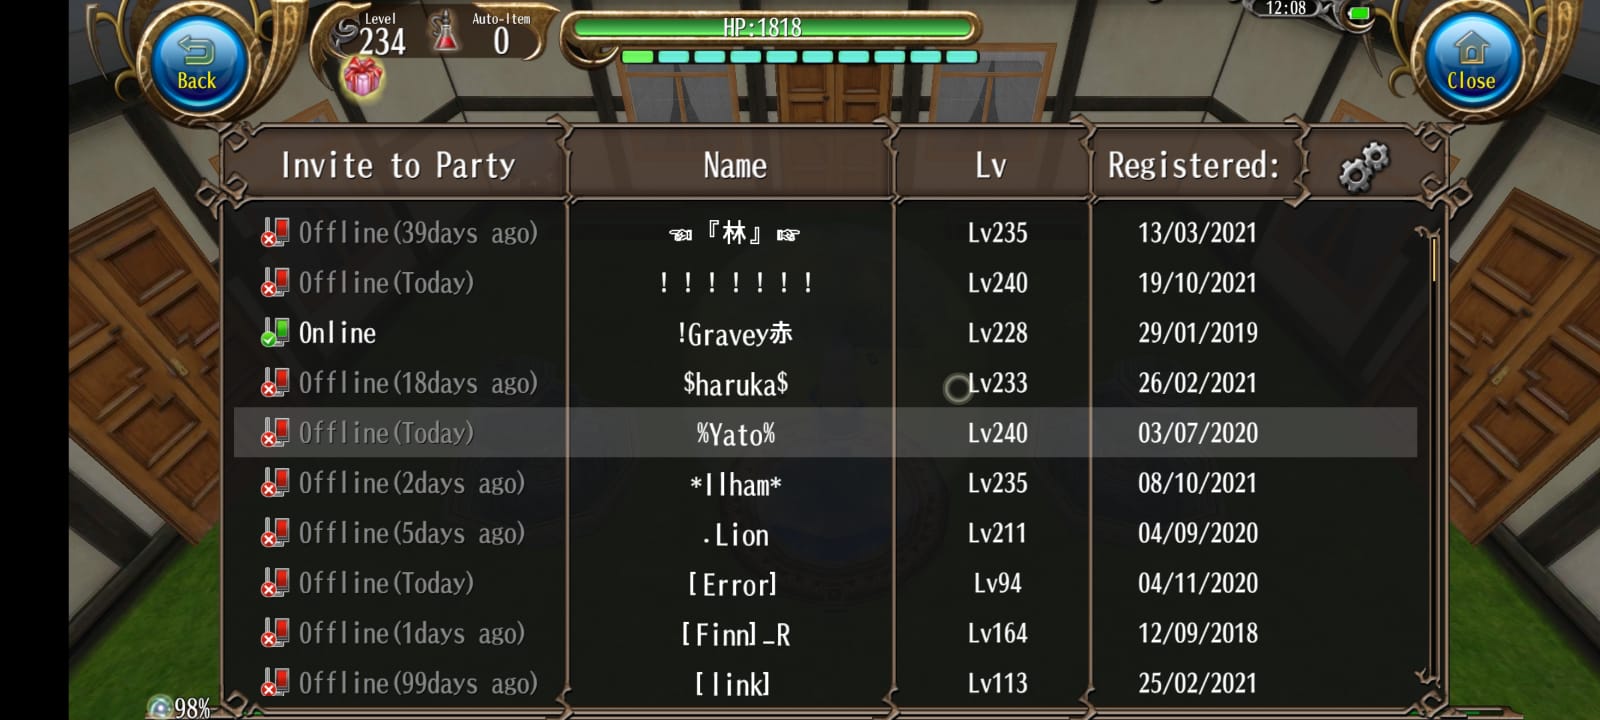 Back
Level
234
Auto-Item
0
HP:1818
12:08
Close
Invite to Party Name Lv Registered:
Offline(39days ago) ☜『林』☞ Lv235 13/03/2021
Offline(Today) ！！！！！！！ Lv240 19/10/2021
Online !Gravey赤 Lv228 29/01/2019
Offline(18days ago) $haruka$ Lv233 26/02/2021
Offline(Today) %Yato% Lv240 03/07/2020
Offline(2days ago) *Ilham* Lv235 08/10/2021
Offline(5days ago) .Lion Lv211 04/09/2020
Offline(Today) [Error] Lv94 04/11/2020
Offline(1days ago) [Finn]_R Lv164 12/09/2018
Offline(99days ago) [link] Lv113 25/02/2021
98%